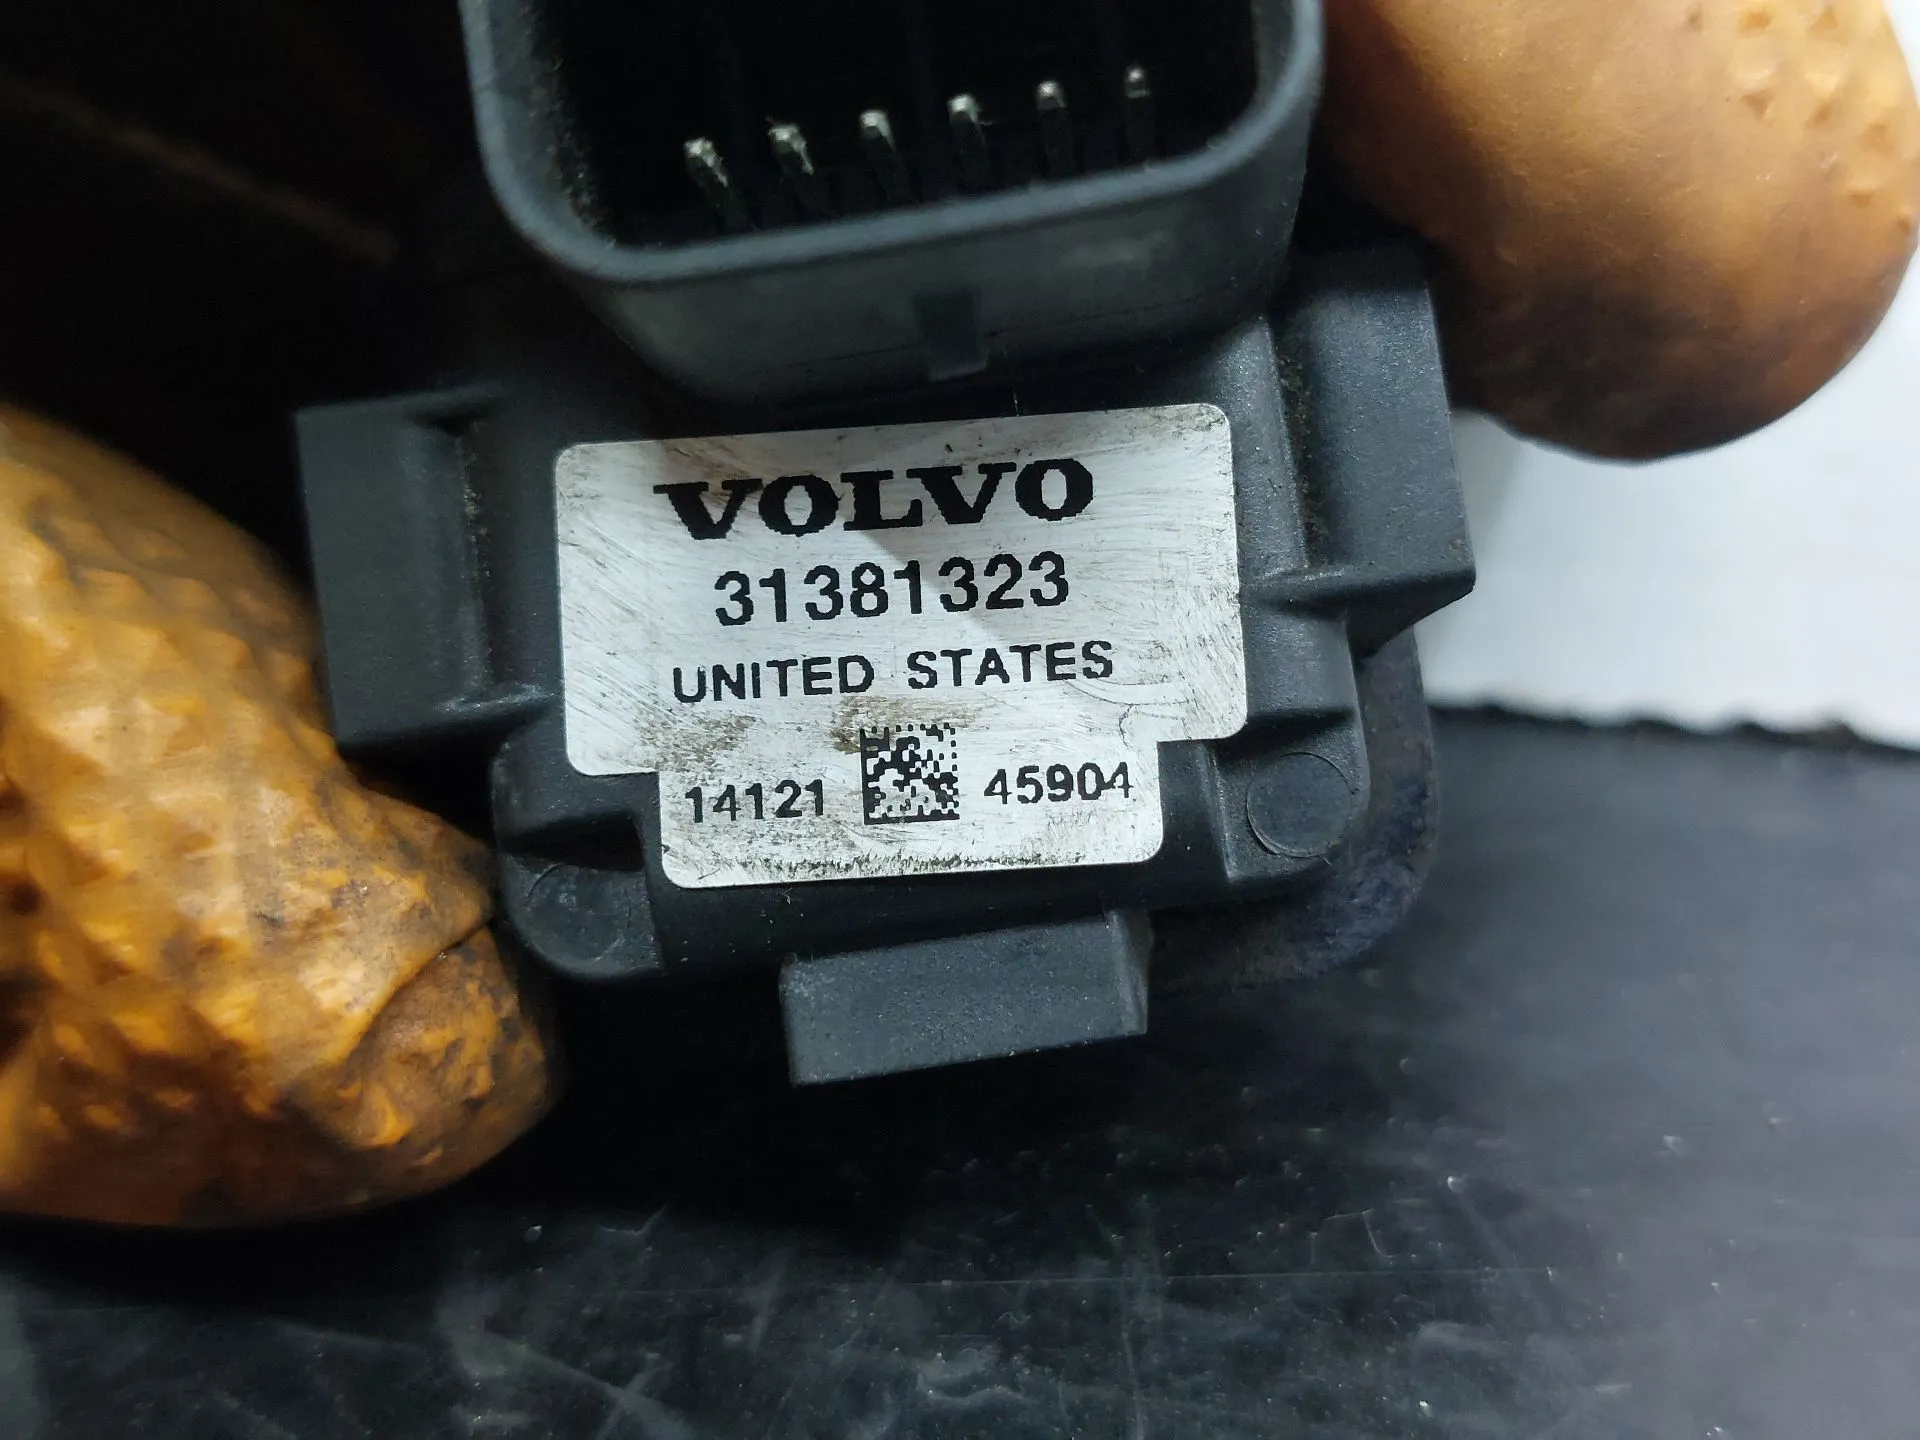 VOLVO
31381323
UNITED STATES
14121 45904